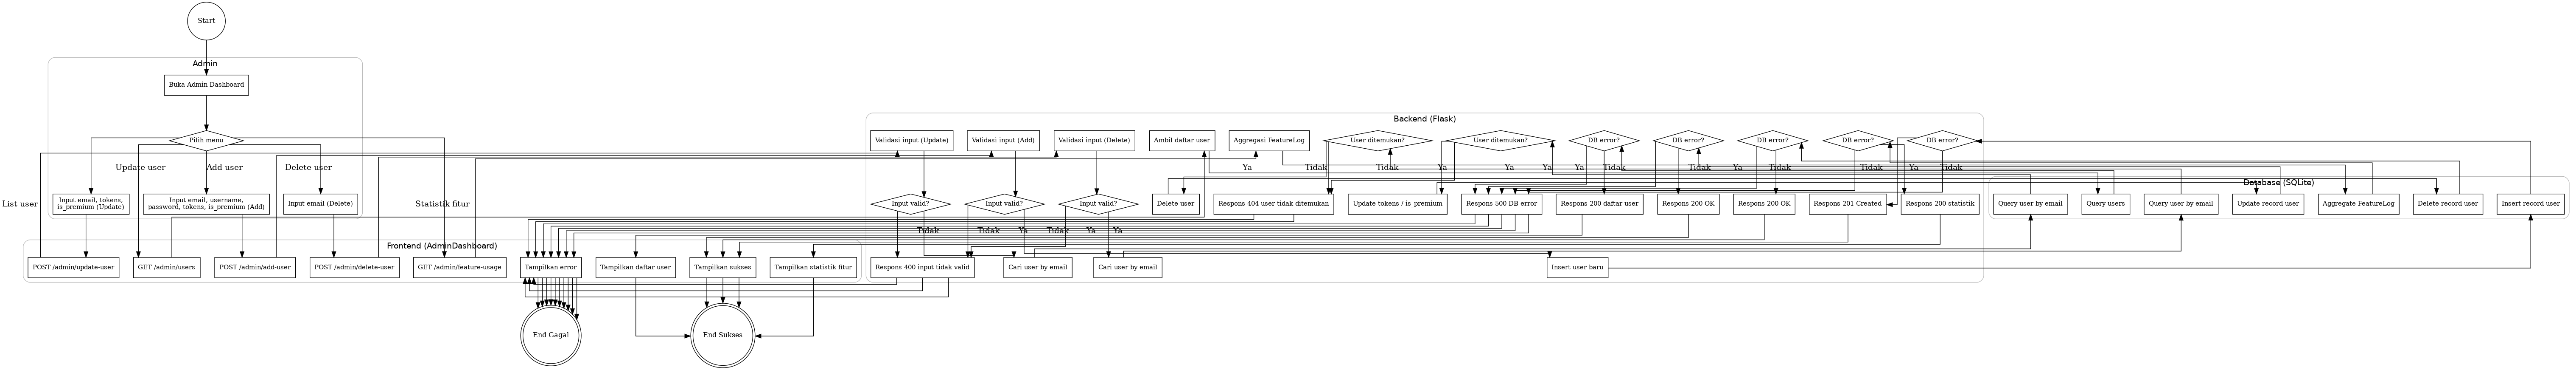 Start
Admin
Buka Admin Dashboard
Backend (Flask)
Pilih menu
Validasi input (Update)
Validasi input (Add)
Validasi input (Delete)
Ambil daftar user
Aggregasi FeatureLog
User ditemukan?
User ditemukan?
DB error?
DB error?
DB error?
DB error?
DB error?
Update user
Add user
Delete user
Ya
Tidak
Tidak
Ya
Ya
Ya
Ya
Tidak
Tidak
Ya
Tidak
Tidak
Ya
Tidak
Database (SQLite)
List user
Input email, tokens,
is_premium (Update)
Input email, username,
password, tokens, is_premium (Add)
Input email (Delete)
Statistik fitur
Input valid?
Input valid?
Input valid?
Delete user
Respons 404 user tidak ditemukan
Update tokens / is_premium
Respons 500 DB error
Respons 200 daftar user
Respons 200 OK
Respons 200 OK
Respons 201 Created
Respons 200 statistik
Query user by email
Query users
Query user by email
Update record user
Aggregate FeatureLog
Delete record user
Insert record user
Tidak
Tidak
Ya
Tidak
Ya
Ya
Frontend (AdminDashboard)
POST /admin/update-user
GET /admin/users
POST /admin/add-user
POST /admin/delete-user
GET /admin/feature-usage
Tampilkan error
Tampilkan daftar user
Tampilkan sukses
Tampilkan statistik fitur
Respons 400 input tidak valid
Cari user by email
Cari user by email
Insert user baru
End Gagal
End Sukses